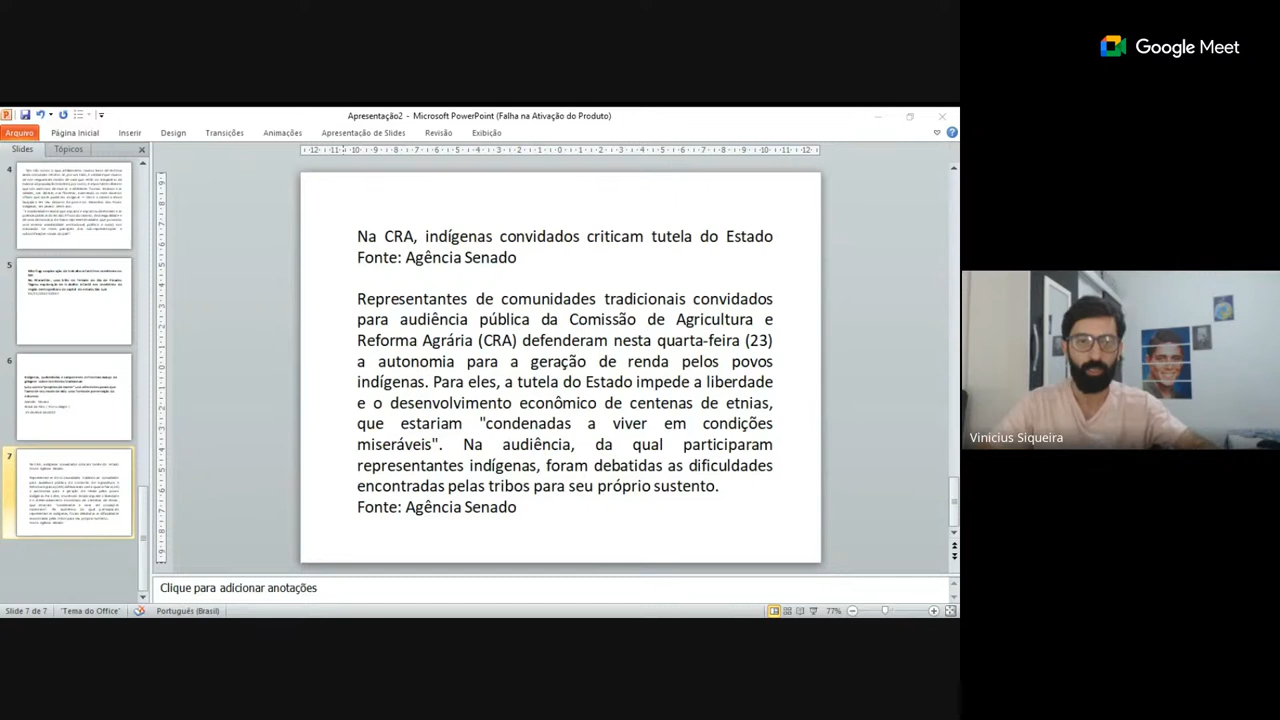 Google Meet
Apresentação2 - Microsoft PowerPoint (Falha na Ativação do Produto)
Arquivo Página Inicial Inserir Design Transições Animações Apresentação de Slides Revisão Exibição
Slides Tópicos
4
5
6
7
Na CRA, indígenas convidados criticam tutela do Estado
Fonte: Agência Senado
Representantes de comunidades tradicionais convidados
para audiência pública da Comissão de Agricultura e
Reforma Agrária (CRA) defenderam nesta quarta-feira (23)
a autonomia para a geração de renda pelos povos
indígenas. Para eles, a tutela do Estado impede a liberdade
e o desenvolvimento econômico de centenas de etnias,
que estariam "condenadas a viver em condições
miseráveis". Na audiência, da qual participaram
representantes indígenas, foram debatidas as dificuldades
encontradas pelas tribos para seu próprio sustento.
Fonte: Agência Senado
Vinicius Siqueira
Clique para adicionar anotações
Slide 7 de 7 "Tema do Office" Português (Brasil) 77%